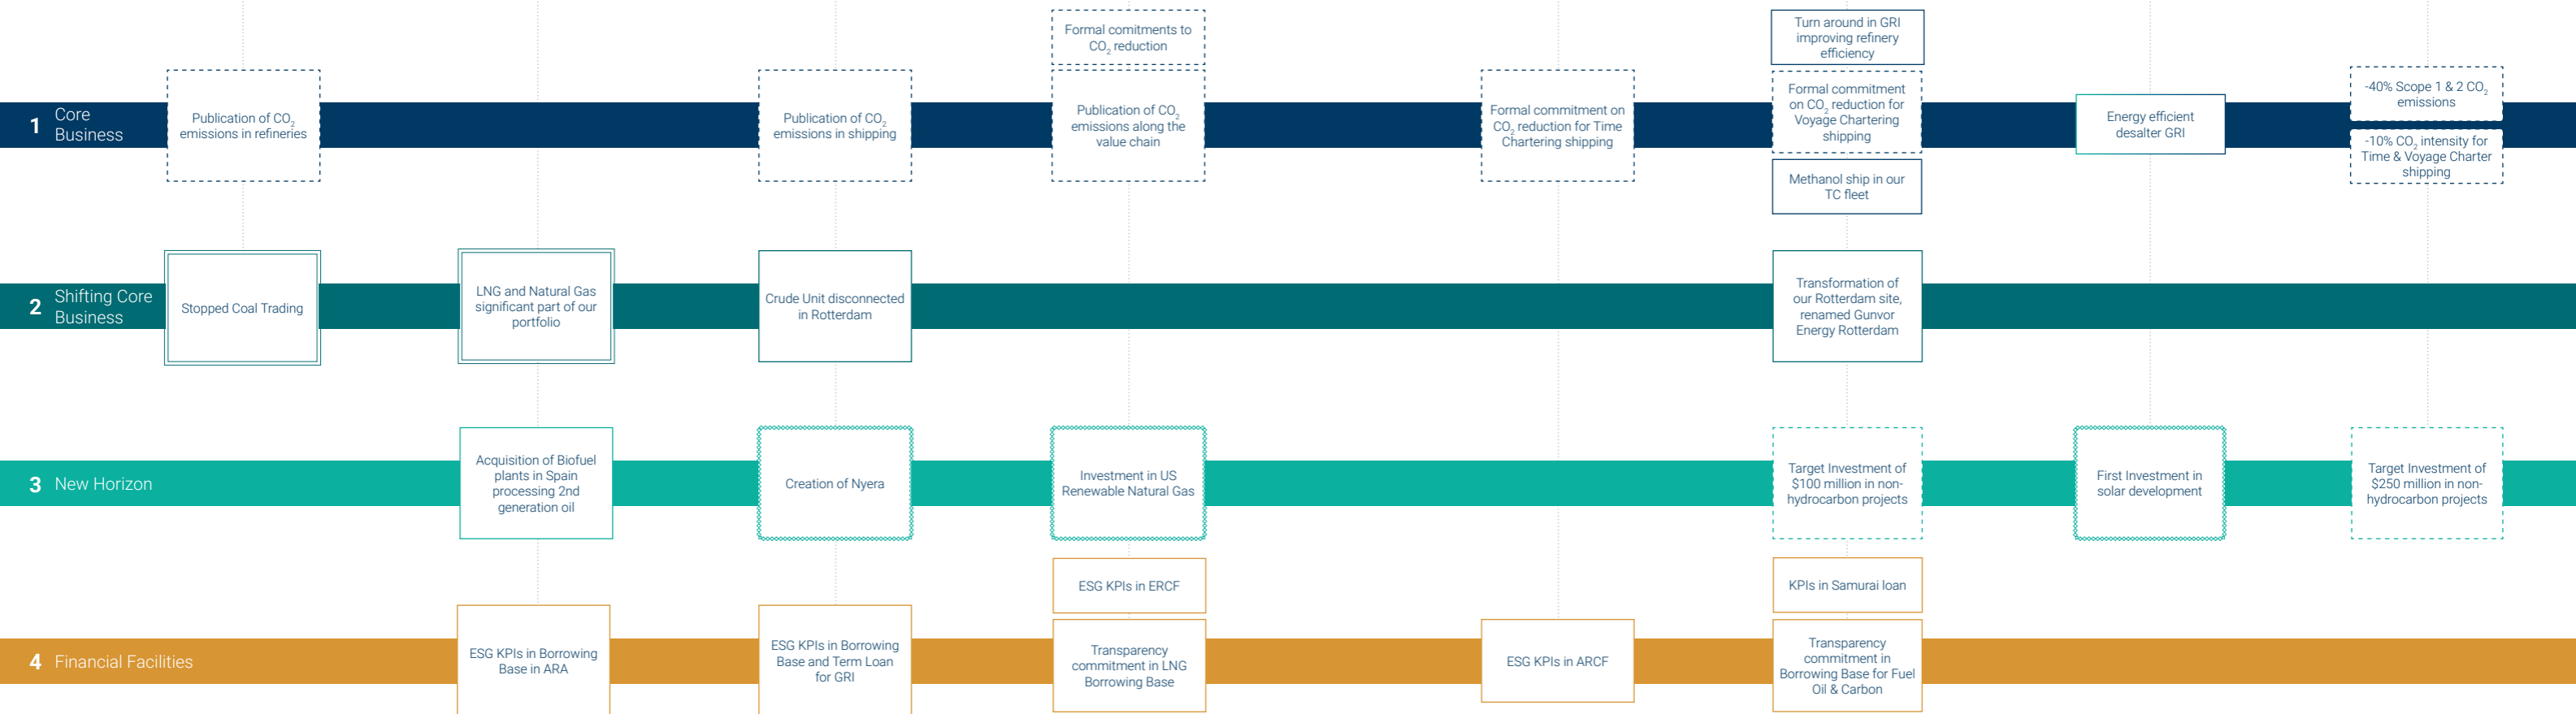 Formal comitments to
CO2 reduction
Turn around in GRI
improving refinery
efficiency
1 Core
Business
Publication of CO2
emissions in refineries
Publication of CO2
emissions in shipping
Publication of CO2
emissions along the
value chain
Formal commitment on
CO2 reduction for Time
Chartering shipping
Formal commitment
on CO2 reduction for
Voyage Chartering
shipping
Methanol ship in our
TC fleet
Energy efficient
desalter GRI
-40% Scope 1 & 2 CO2
emissions
-10% CO2 intensity for
Time & Voyage Charter
shipping
2 Shifting Core
Business
Stopped Coal Trading
LNG and Natural Gas
significant part of our
portfolio
Crude Unit disconnected
in Rotterdam
Transformation of
our Rotterdam site,
renamed Gunvor
Energy Rotterdam
3 New Horizon
Acquisition of Biofuel
plants in Spain
processing 2nd
generation oil
Creation of Nyera
Investment in US
Renewable Natural Gas
Target Investment of
$100 million in non-
hydrocarbon projects
First Investment in
solar development
Target Investment of
$250 million in non-
hydrocarbon projects
4 Financial Facilities
ESG KPIs in Borrowing
Base in ARA
ESG KPIs in Borrowing
Base and Term Loan
for GRI
ESG KPIs in ERCF
Transparency
commitment in LNG
Borrowing Base
ESG KPIs in ARCF
KPIs in Samurai loan
Transparency
commitment in
Borrowing Base for Fuel
Oil & Carbon